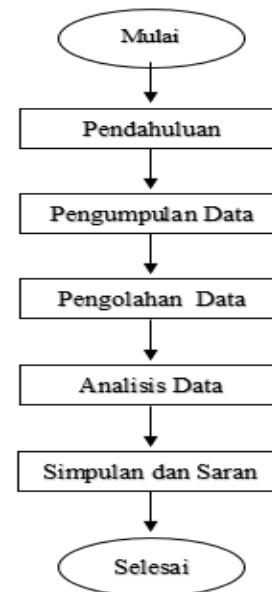 Mulai
Pendahuluan
Pengumpulan Data
Pengolahan Data
Analisis Data
Simpulan dan Saran
Selesai